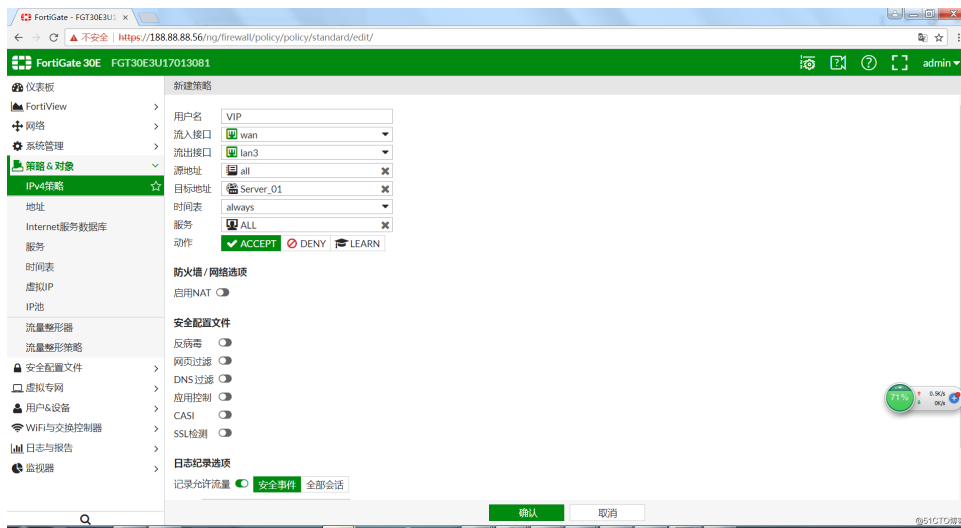 FortiGate - FGT30E3U1
不安全 https://188.88.88.56/ng/firewall/policy/policy/standard/edit/
FortiGate 30E FGT30E3U17013081
admin
仪表板
FortiView
网络
系统管理
策略 & 对象
IPv4策略
地址
Internet服务数据库
服务
时间表
虚拟IP
IP池
流量整形器
流量整形策略
安全配置文件
虚拟专网
用户&设备
WiFi与交换控制器
日志与报告
监视器
新建策略
用户名 VIP
流入接口 wan
流出接口 lan3
源地址 all
目标地址 Server_01
时间表 always
服务 ALL
动作 ACCEPT DENY LEARN
防火墙 / 网络选项
启用NAT
安全配置文件
反病毒
网页过滤
DNS 过滤
应用控制
CASI
SSL检测
日志纪录选项
记录允许流量 安全事件 全部会话
确认 取消
71%
0.5K/s
0K/s
@51CTO博客